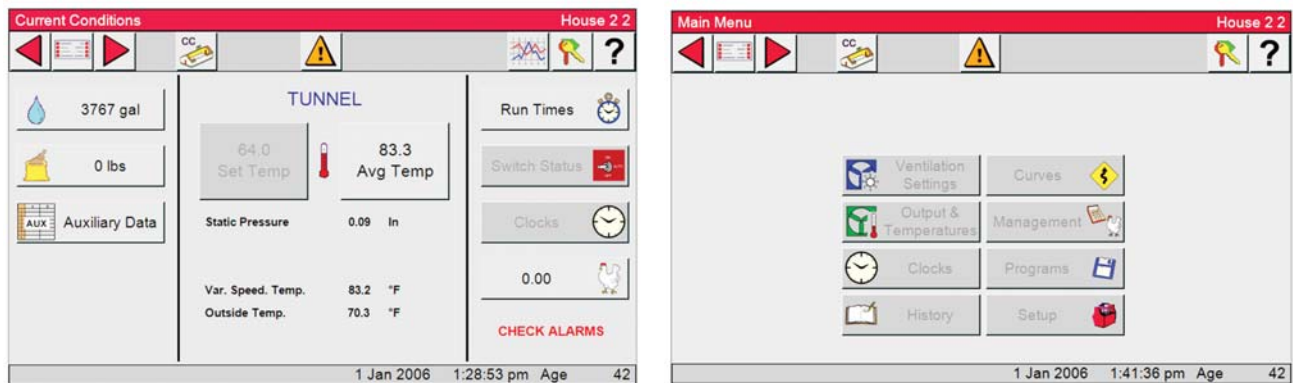 Current Conditions House 2 2
CC
?
3767 gal
0 lbs
AUX Auxiliary Data
TUNNEL
64.0
Set Temp
83.3
Avg Temp
Static Pressure 0.09 In
Var. Speed. Temp. 83.2 °F
Outside Temp. 70.3 °F
Run Times
Switch Status
Clocks
0.00
CHECK ALARMS
1 Jan 2006 1:28:53 pm Age 42
Main Menu House 2 2
CC
?
Ventilation
Settings
Curves
Output &
Temperatures
Management
Clocks
Programs
History
Setup
1 Jan 2006 1:41:36 pm Age 42